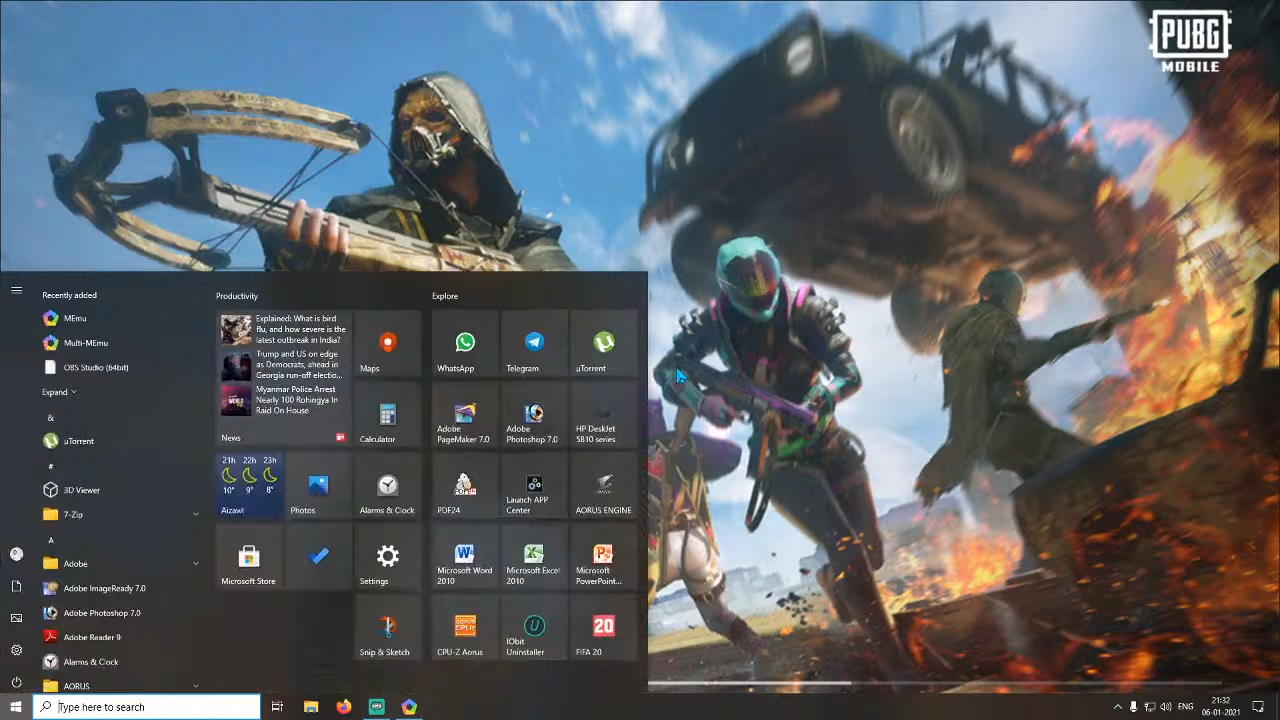 PUBG
MOBILE
Recently added
MEmu
Multi-MEmu
OBS Studio (64bit)
Expand
&
µTorrent
#
3D Viewer
7-Zip
A
Adobe
Adobe ImageReady 7.0
Adobe Photoshop 7.0
Adobe Reader 9
Alarms & Clock
AORUS
Productivity
Explained: What is bird
flu, and how severe is the
latest outbreak in India?
Trump and US on edge
as Democrats, ahead in
Georgia run-off electio...
Myanmar Police Arrest
Nearly 100 Rohingya In
Raid On House
News
Maps
Calculator
21h 22h 23h
10° 9° 8°
Aizawl
Photos
Alarms & Clock
Microsoft Store
Settings
Snip & Sketch
Explore
WhatsApp
Telegram
µTorrent
Adobe
PageMaker 7.0
Adobe
Photoshop 7.0
HP DeskJet
5810 series
PDF24
Launch APP
Center
AORUS ENGINE
Microsoft Word
2010
Microsoft Excel
2010
Microsoft
PowerPoint...
CPU-Z Aorus
IObit
Uninstaller
20
FIFA 20
Type here to search
ENG
21:32
06-01-2021